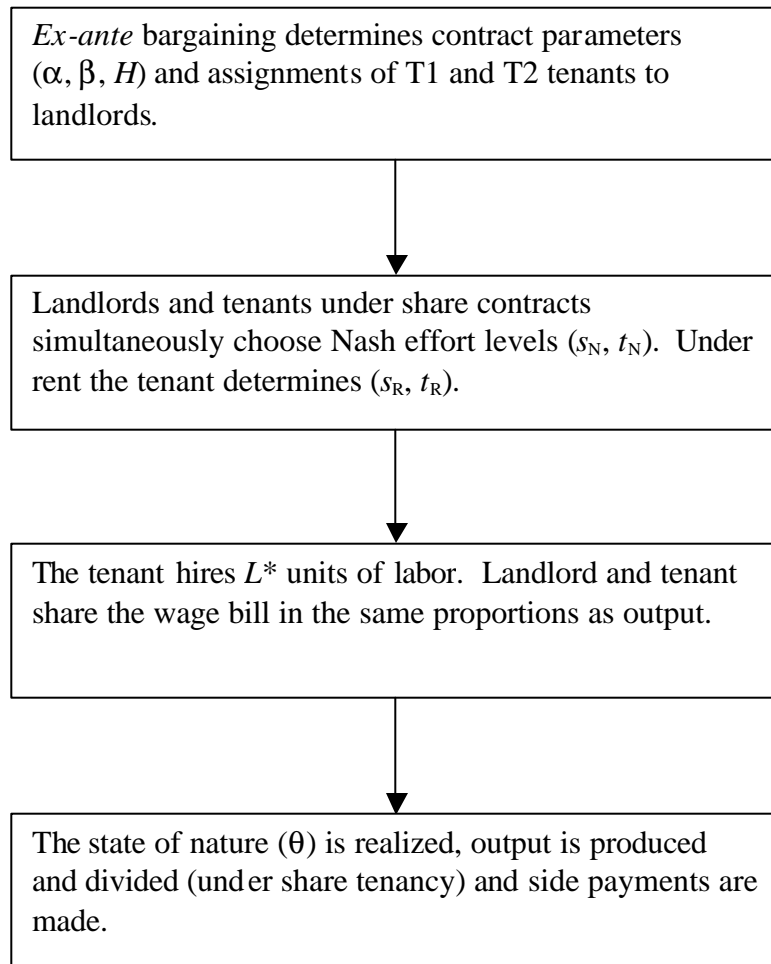 Ex-ante bargaining determines contract parameters
(α, β, H) and assignments of T1 and T2 tenants to
landlords.
Landlords and tenants under share contracts
simultaneously choose Nash effort levels (sN, tN). Under
rent the tenant determines (sR, tR).
The tenant hires L* units of labor. Landlord and tenant
share the wage bill in the same proportions as output.
The state of nature (θ) is realized, output is produced
and divided (under share tenancy) and side payments are
made.